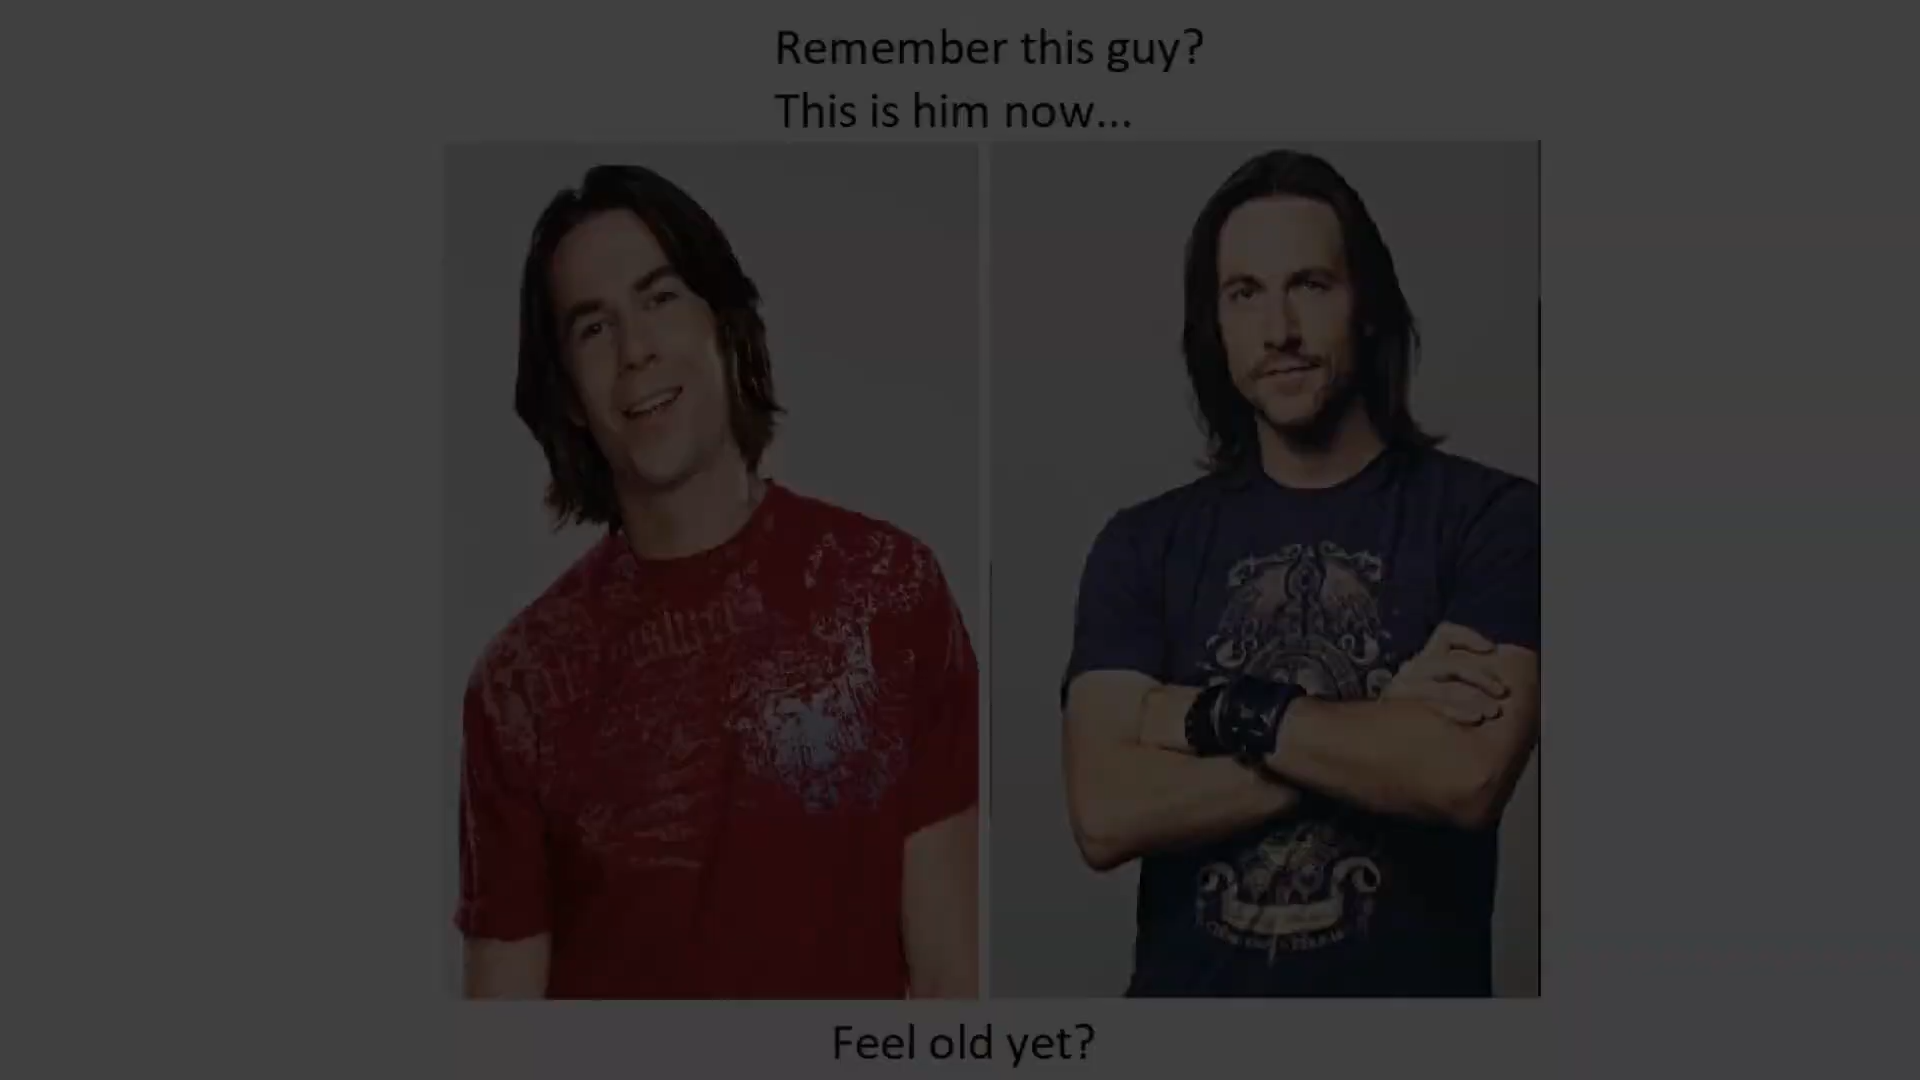 Remember this guy?
This is him now...
Feel old yet?